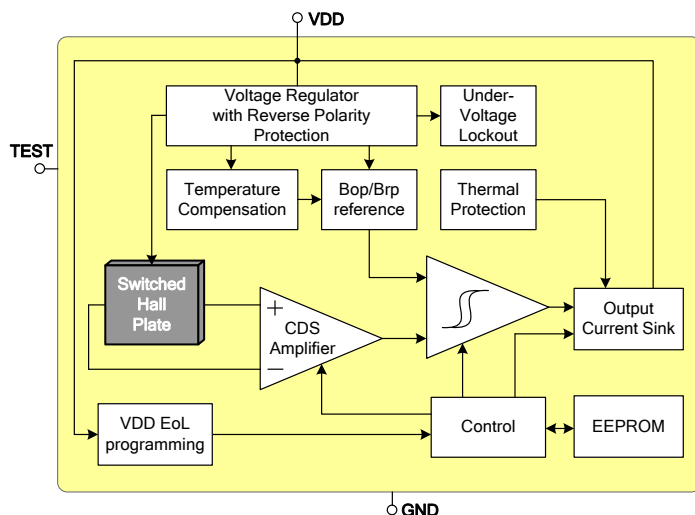 VDD
Voltage Regulator
with Reverse Polarity
Protection
Under-
Voltage
Lockout
TEST
Temperature
Compensation
Bop/Brp
reference
Thermal
Protection
Switched
Hall
Plate
+
CDS
Amplifier
−
Output
Current Sink
VDD EoL
programming
Control
EEPROM
GND